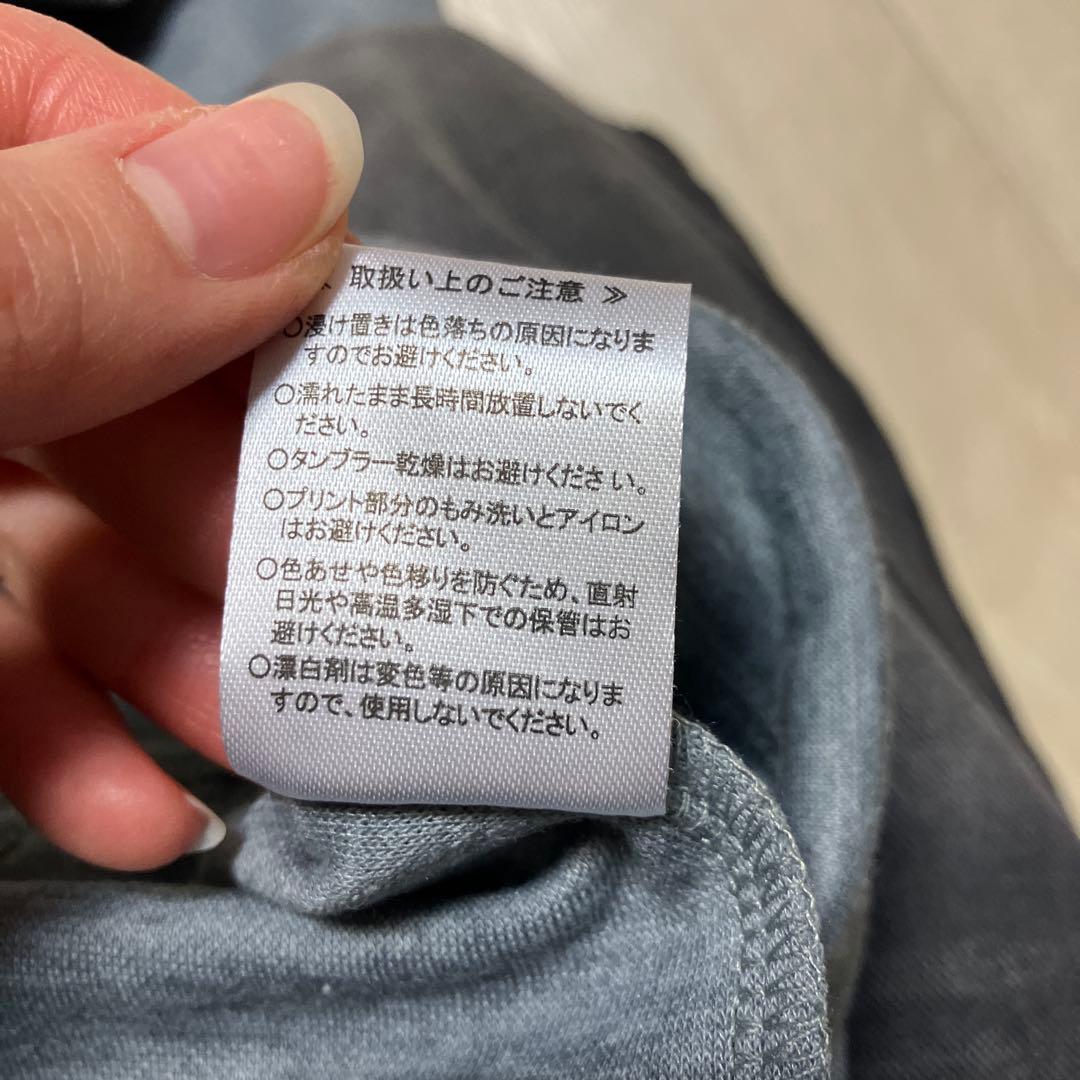 取扱い上のご注意 ≫
○浸け置きは色落ちの原因になりま
すのでお避けください。
○濡れたまま長時間放置しないでく
ださい。
○タンブラー乾燥はお避けください。
○プリント部分のもみ洗いとアイロン
はお避けください。
○色あせや色移りを防ぐため、直射
日光や高温多湿下での保管はお
避けください。
○漂白剤は変色等の原因になりま
すので、使用しないでください。